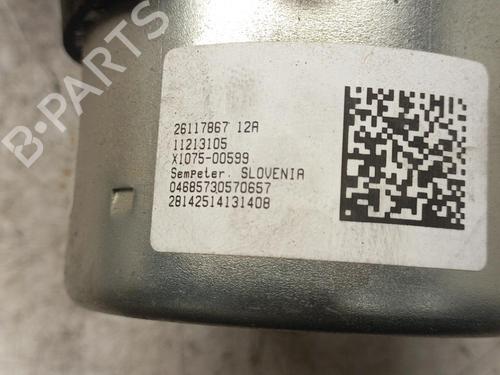 26117867 12A
11213105
X1075-00599
Sempeter, SLOVENIA
04685730570657
28142514131408
B-PARTS